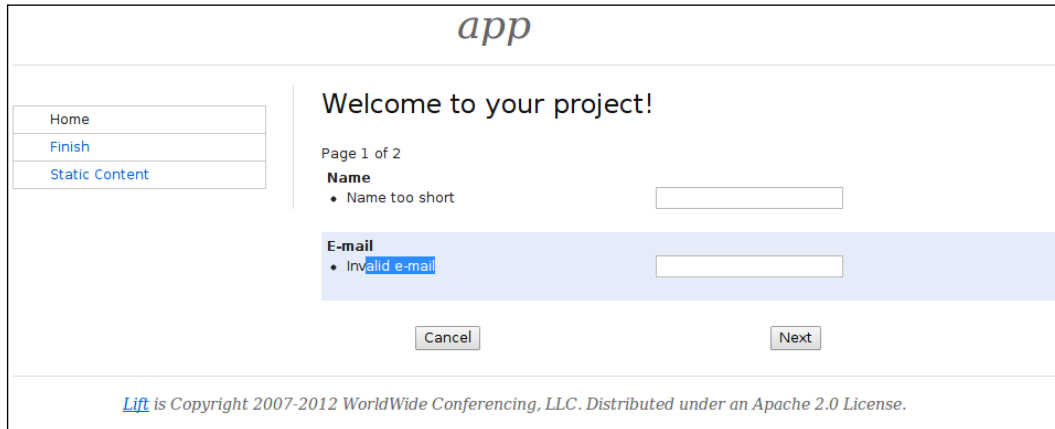 app
Home
Finish
Static Content
Welcome to your project!
Page 1 of 2
Name
• Name too short
E-mail
• Invalid e-mail
Cancel
Next
Lift is Copyright 2007-2012 WorldWide Conferencing, LLC. Distributed under an Apache 2.0 License.